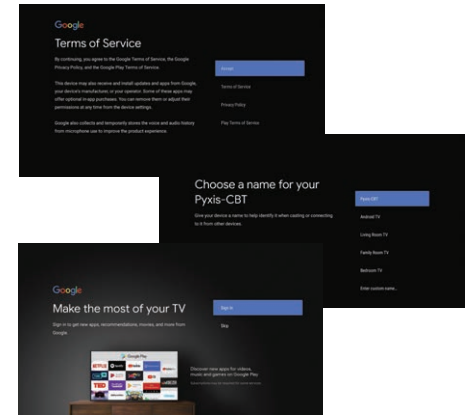 Google
Terms of Service
By continuing, you agree to the Google Terms of Service, the Google
Privacy Policy, and the Google Play Terms of Service.
This device may also receive and install updates and apps from Google,
your device's manufacturer, or your operator. Some of these apps may
offer optional in-app purchases. You can remove them or adjust their
permissions at any time from the device settings.
Google also collects and temporarily stores the voice and audio history
from microphone use to improve the product experience.
Accept
Terms of Service
Privacy Policy
Play Terms of Service
Choose a name for your
Pyxis-CBT
Give your device a name to help identify it when casting or connecting
to it from other devices.
Pyxis-CBT
Android TV
Living Room TV
Family Room TV
Bedroom TV
Enter custom name...
Google
Make the most of your TV
Sign in to get new apps, recommendations, movies, and more from
Google.
Sign In
Skip
Google Play
NETFLIX
TED
Discover new apps for videos,
music and games on Google Play